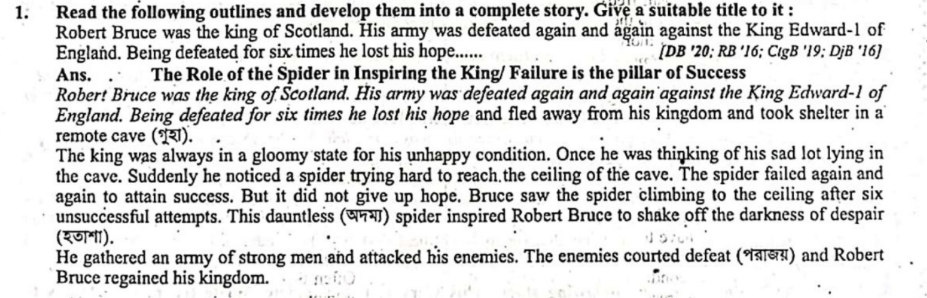 1. Read the following outlines and develop them into a complete story. Give a suitable title to it :
Robert Bruce was the king of Scotland. His army was defeated again and again against the King Edward-1 of
England. Being defeated for six times he lost his hope...... [DB '20; RB '16; CtgB '19; DjB '16]
Ans. The Role of the Spider in Inspiring the King/ Failure is the pillar of Success
Robert Bruce was the king of Scotland. His army was defeated again and again against the King Edward-1 of
England. Being defeated for six times he lost his hope and fled away from his kingdom and took shelter in a
remote cave (গুহা).
The king was always in a gloomy state for his unhappy condition. Once he was thinking of his sad lot lying in
the cave. Suddenly he noticed a spider trying hard to reach the ceiling of the cave. The spider failed again and
again to attain success. But it did not give up hope. Bruce saw the spider climbing to the ceiling after six
unsuccessful attempts. This dauntless (অদম্য) spider inspired Robert Bruce to shake off the darkness of despair
(হতাশা).
He gathered an army of strong men and attacked his enemies. The enemies courted defeat (পরাজয়) and Robert
Bruce regained his kingdom.